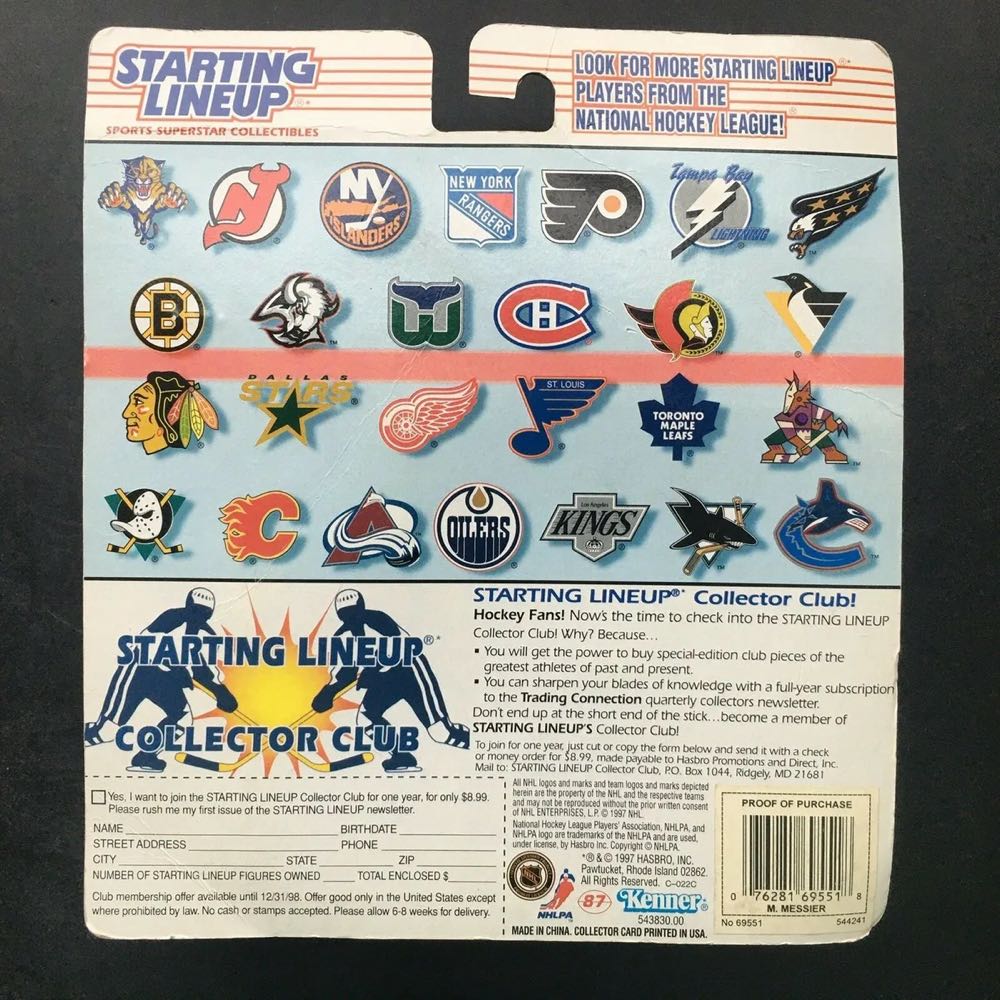 STARTING
LINEUP®*
SPORTS SUPERSTAR COLLECTIBLES
LOOK FOR MORE STARTING LINEUP®*
PLAYERS FROM THE
NATIONAL HOCKEY LEAGUE!
NY
ISLANDERS
NEW YORK
RANGERS
Tampa Bay
LIGHTNING
B
H
DALLAS
STARS
ST. LOUIS
TORONTO
MAPLE
LEAFS
A
OILERS
Los Angeles
KINGS
STARTING LINEUP®*
COLLECTOR CLUB
STARTING LINEUP®* Collector Club!
Hockey Fans! Now's the time to check into the STARTING LINEUP
Collector Club! Why? Because...
• You will get the power to buy special-edition club pieces of the
greatest athletes of past and present.
• You can sharpen your blades of knowledge with a full-year subscription
to the Trading Connection quarterly collectors newsletter.
Don't end up at the short end of the stick...become a member of
STARTING LINEUP'S Collector Club!
To join for one year, just cut or copy the form below and send it with a check
or money order for $8.99, made payable to Hasbro Promotions and Direct, Inc.
Mail to: STARTING LINEUP Collector Club, P.O. Box 1044, Ridgely, MD 21681
Yes, I want to join the STARTING LINEUP Collector Club for one year, for only $8.99.
Please rush me my first issue of the STARTING LINEUP newsletter.
NAME BIRTHDATE
STREET ADDRESS PHONE
CITY STATE ZIP
NUMBER OF STARTING LINEUP FIGURES OWNED TOTAL ENCLOSED $
Club membership offer available until 12/31/98. Offer good only in the United States except
where prohibited by law. No cash or stamps accepted. Please allow 6-8 weeks for delivery.
All NHL logos and marks and team logos and marks depicted
herein are the property of the NHL and the respective teams
and may not be reproduced without the prior written consent
of NHL ENTERPRISES, L.P. © 1997 NHL.
National Hockey League Players' Association, NHLPA, and
NHLPA logo are trademarks of the NHLPA and are used,
under license, by Hasbro Inc. Copyright © NHLPA.
*® & © 1997 HASBRO, INC.
Pawtucket, Rhode Island 02862.
All Rights Reserved. C-022C
NHL
NHLPA
87
Kenner®
543830.00
MADE IN CHINA. COLLECTOR CARD PRINTED IN USA.
PROOF OF PURCHASE
0 76281 69551 8
M. MESSIER
No 69551 544241